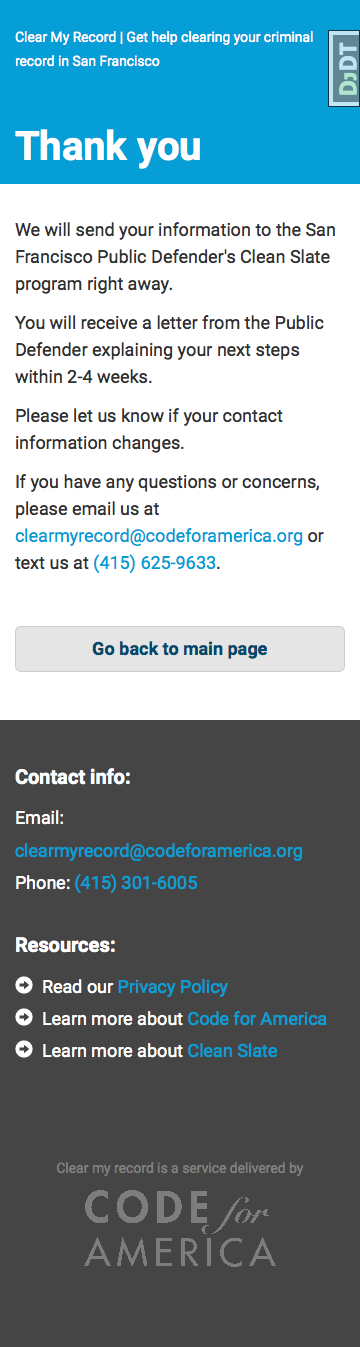 Clear My Record | Get help clearing your criminal
record in San Francisco
DJDT
Thank you
We will send your information to the San
Francisco Public Defender's Clean Slate
program right away.
You will receive a letter from the Public
Defender explaining your next steps
within 2-4 weeks.
Please let us know if your contact
information changes.
If you have any questions or concerns,
please email us at
clearmyrecord@codeforamerica.org or
text us at (415) 625-9633.
Go back to main page
Contact info:
Email:
clearmyrecord@codeforamerica.org
Phone: (415) 301-6005
Resources:
Read our Privacy Policy
Learn more about Code for America
Learn more about Clean Slate
Clear my record is a service delivered by
CODE for
AMERICA